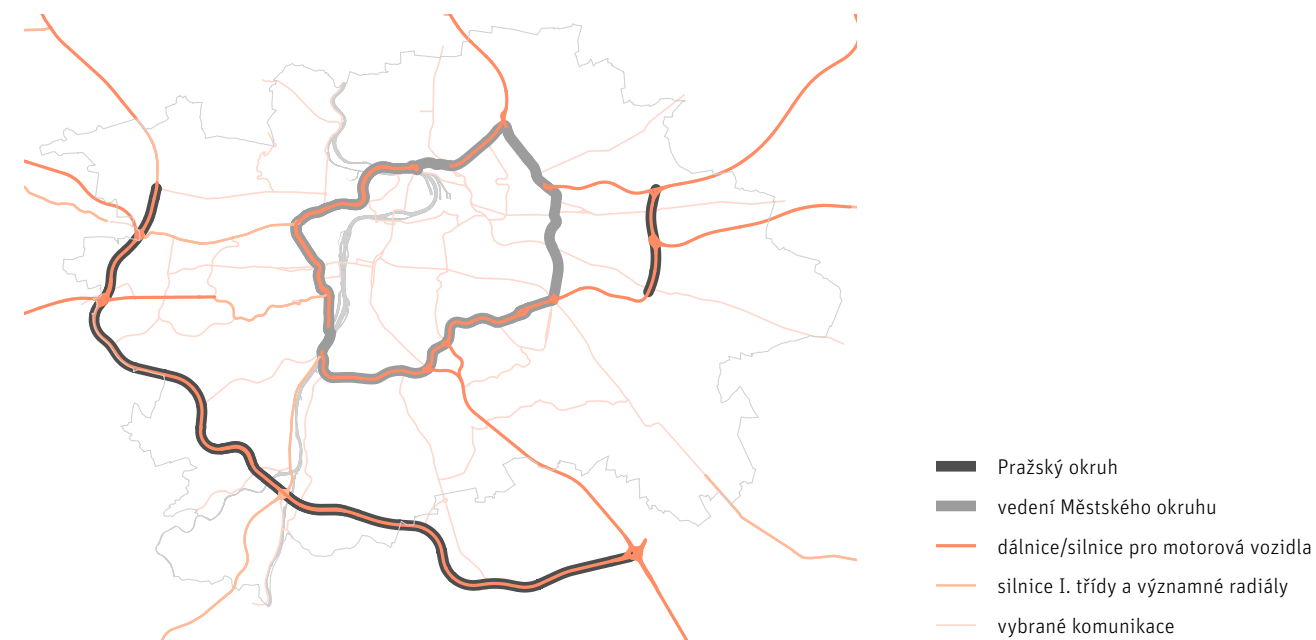 Pražský okruh
vedení Městského okruhu
dálnice/silnice pro motorová vozidla
silnice I. třídy a významné radiály
vybrané komunikace